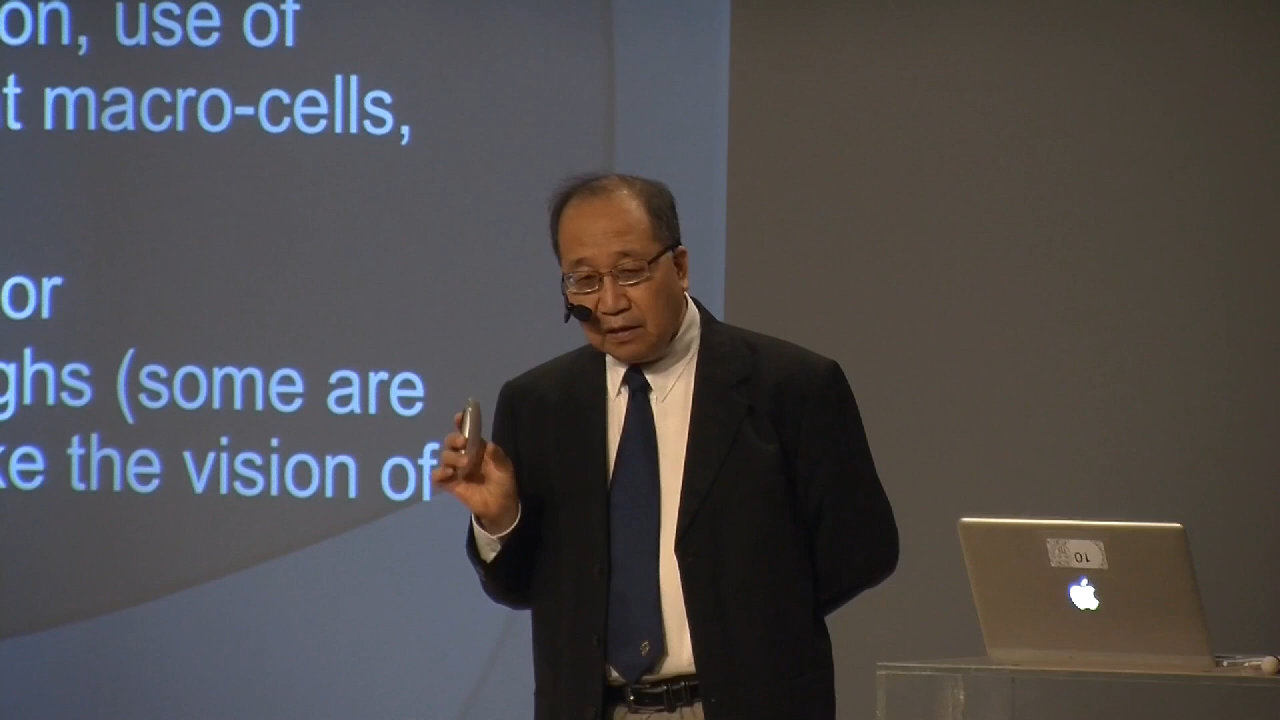 on, use of
t macro-cells,
or
ghs (some are
ke the vision of
10